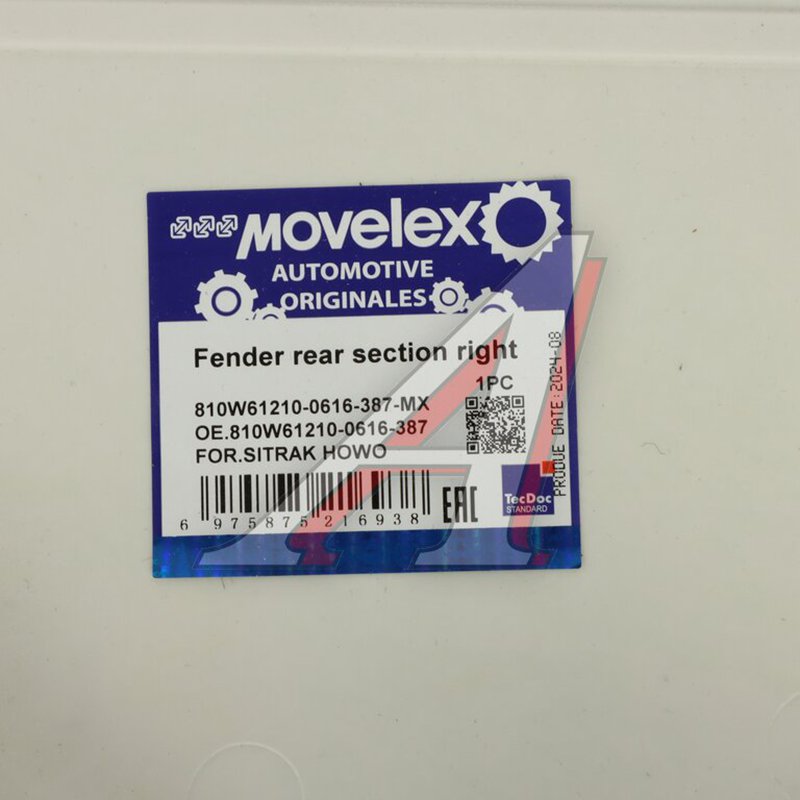 MOVELEX
AUTOMOTIVE
ORIGINALES
Fender rear section right
1PC
810W61210-0616-387-MX
OE.810W61210-0616-387
FOR.SITRAK HOWO
PRODUE DATE:2024-08
6 975875 216938
EAC
TecDoc
STANDARD